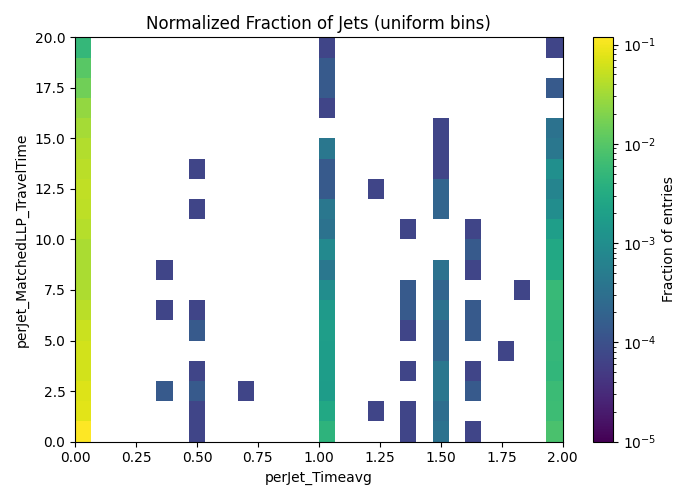 Normalized Fraction of Jets (uniform bins)
20.0
17.5
15.0
12.5
10.0
7.5
5.0
2.5
0.0
perJet_MatchedLLP_TravelTime
0.00 0.25 0.50 0.75 1.00 1.25 1.50 1.75 2.00
perJet_Timeavg
10⁻¹
10⁻²
10⁻³
10⁻⁴
10⁻⁵
Fraction of entries